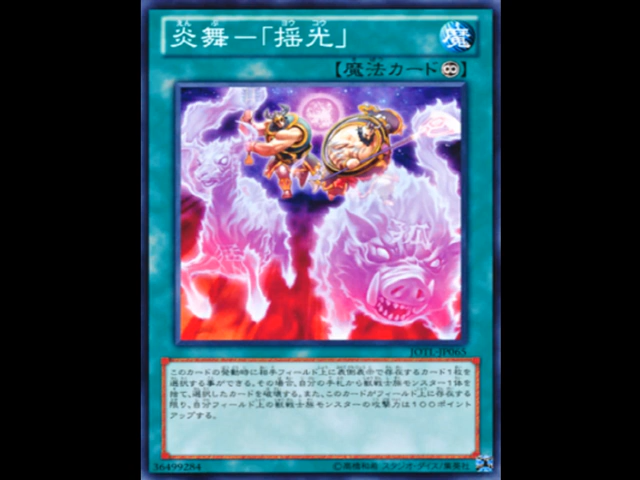 炎舞－「揺光」
えんぶ ヨウコウ
魔
【魔法カード】
JOTL-JP065
このカードの発動時に相手フィールド上に表側表示で存在するカード1枚を
選択する事ができる。その場合、自分の手札から獣戦士族モンスター1体を
捨て、選択したカードを破壊する。また、このカードがフィールド上に存在する
限り、自分フィールド上の獣戦士族モンスターの攻撃力は100ポイント
アップする。
36499284
©高橋和希 スタジオ・ダイス/集英社